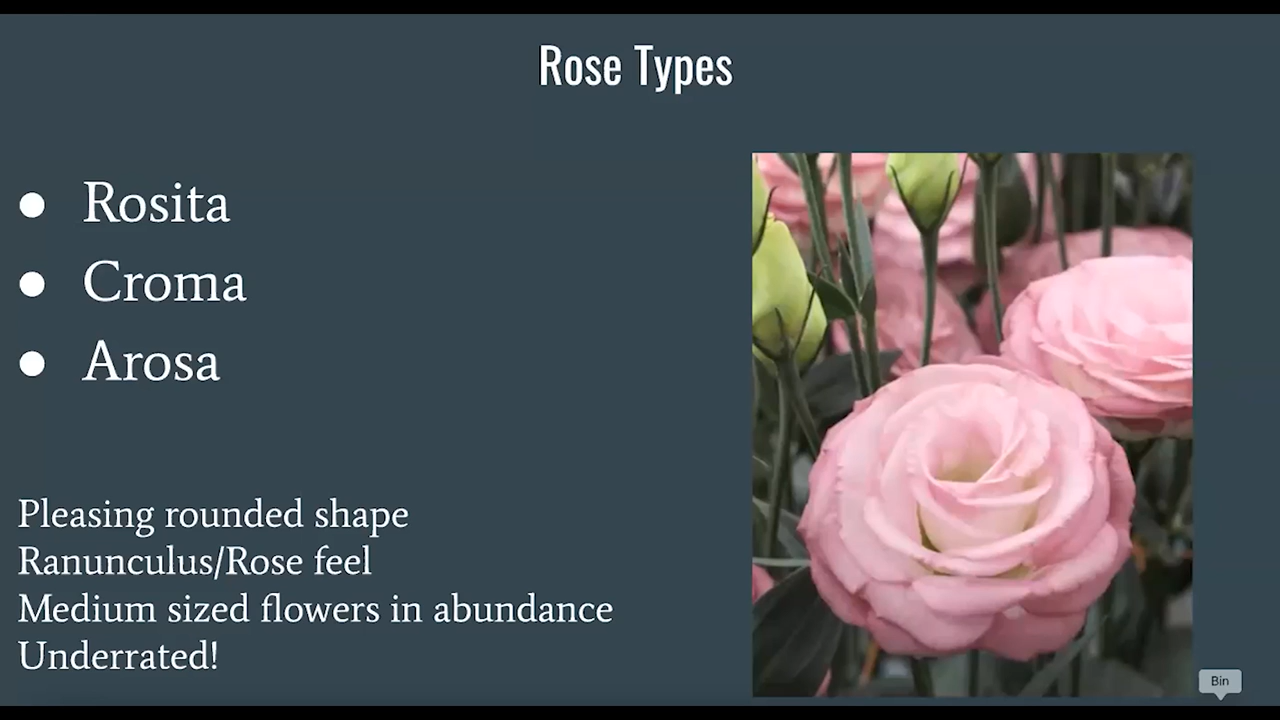 Rose Types
● Rosita
● Croma
● Arosa
Pleasing rounded shape
Ranunculus/Rose feel
Medium sized flowers in abundance
Underrated!
Bin